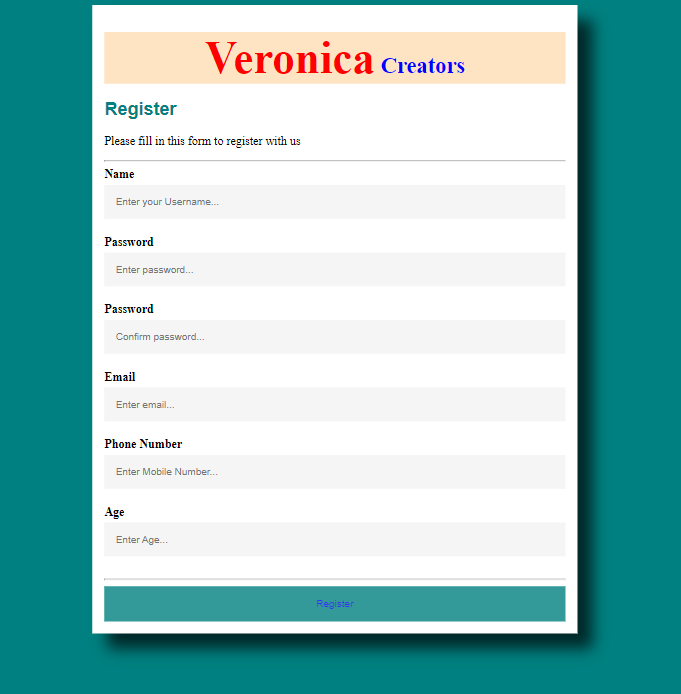 Veronica Creators
Register
Please fill in this form to register with us
Name
Enter your Username...
Password
Enter password...
Password
Confirm password...
Email
Enter email...
Phone Number
Enter Mobile Number...
Age
Enter Age...
Register